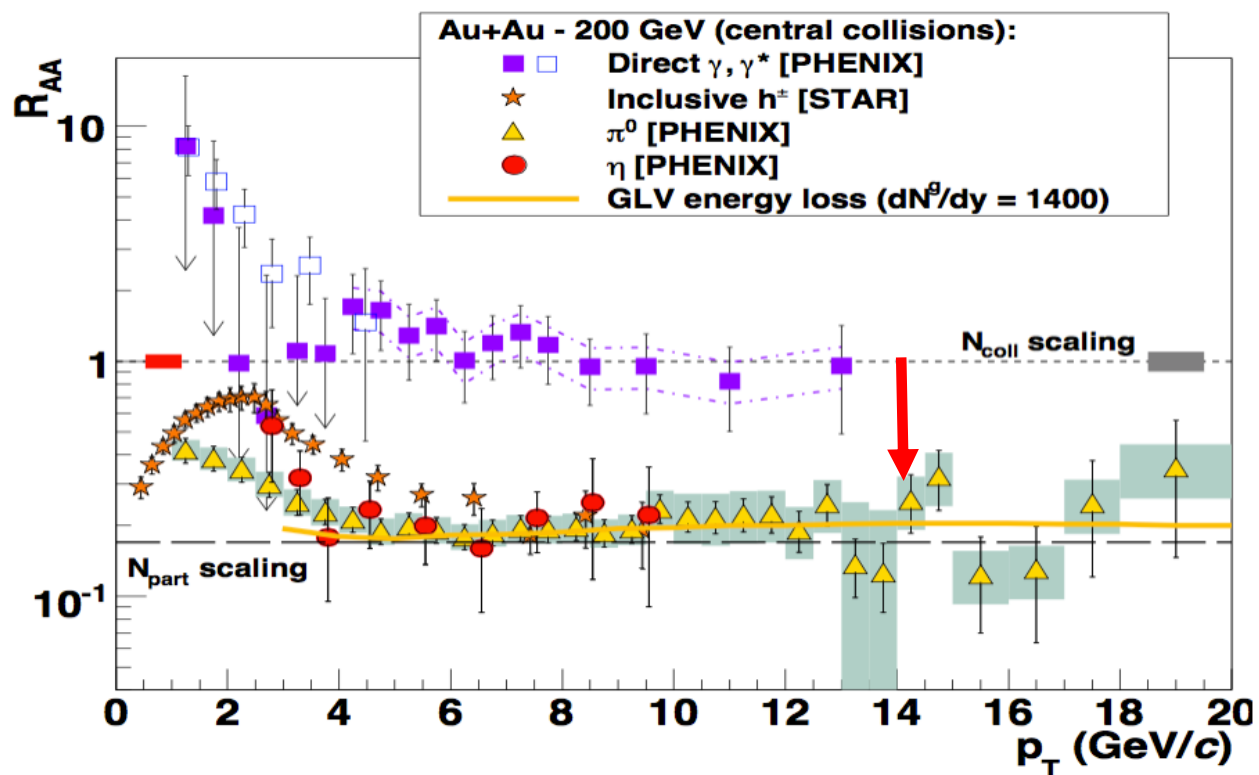 Au+Au - 200 GeV (central collisions):
Direct γ, γ* [PHENIX]
Inclusive h± [STAR]
π⁰ [PHENIX]
η [PHENIX]
GLV energy loss (dNᵍ/dy = 1400)
R_AA
10
1
10⁻¹
N_coll scaling
N_part scaling
0 2 4 6 8 10 12 14 16 18 20
p_T (GeV/c)